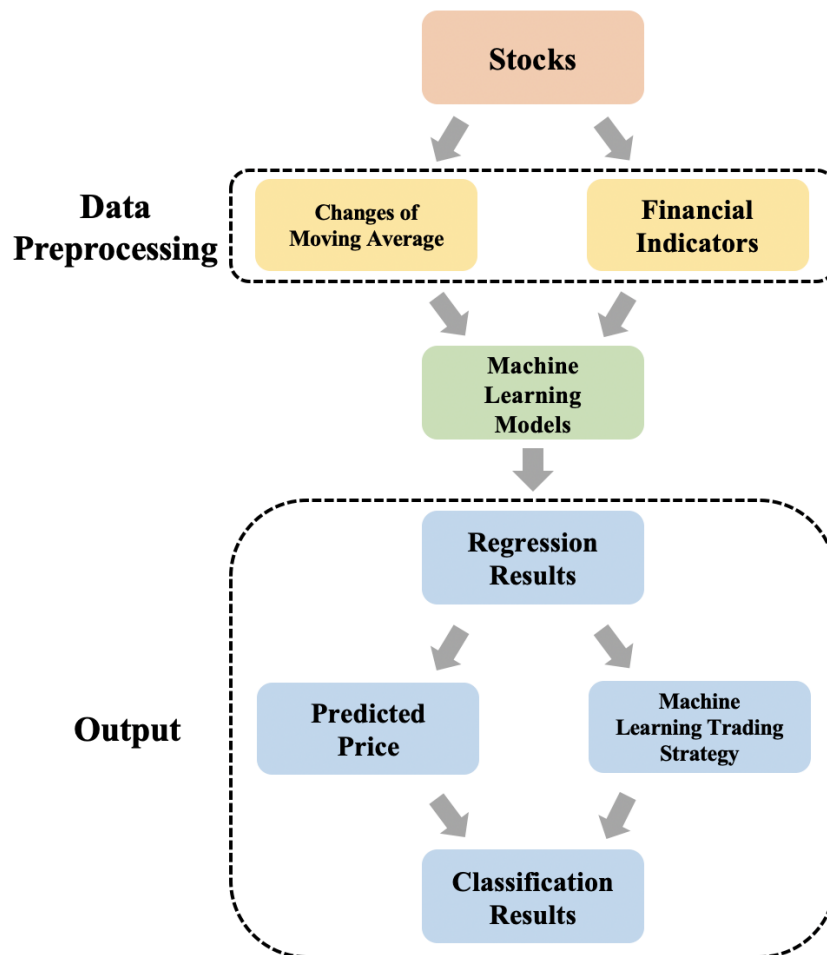 Stocks
Data
Preprocessing
Changes of
Moving Average
Financial
Indicators
Machine
Learning
Models
Regression
Results
Output
Predicted
Price
Machine
Learning Trading
Strategy
Classification
Results